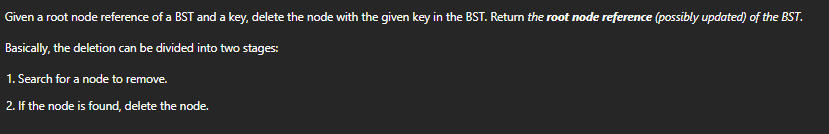 Given a root node reference of a BST and a key, delete the node with the given key in the BST. Return the root node reference (possibly updated) of the BST.
Basically, the deletion can be divided into two stages:
1. Search for a node to remove.
2. If the node is found, delete the node.